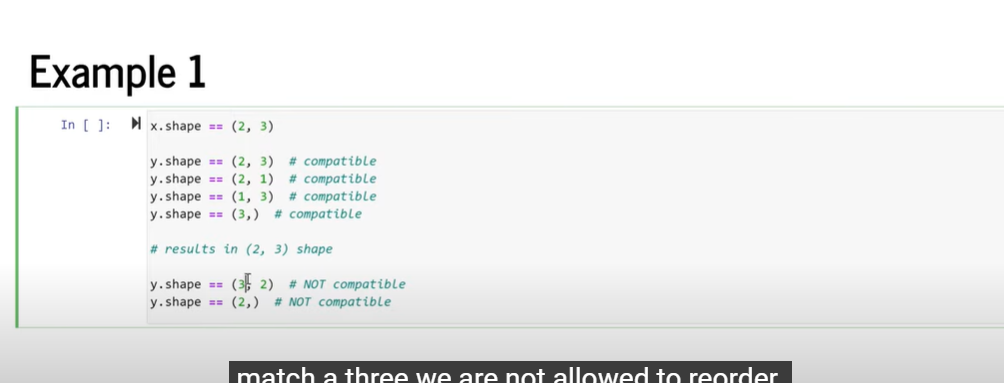 Example 1
In [ ]: x.shape == (2, 3)
y.shape == (2, 3) # compatible
y.shape == (2, 1) # compatible
y.shape == (1, 3) # compatible
y.shape == (3,) # compatible
# results in (2, 3) shape
y.shape == (3, 2) # NOT compatible
y.shape == (2,) # NOT compatible
match a three we are not allowed to reorder